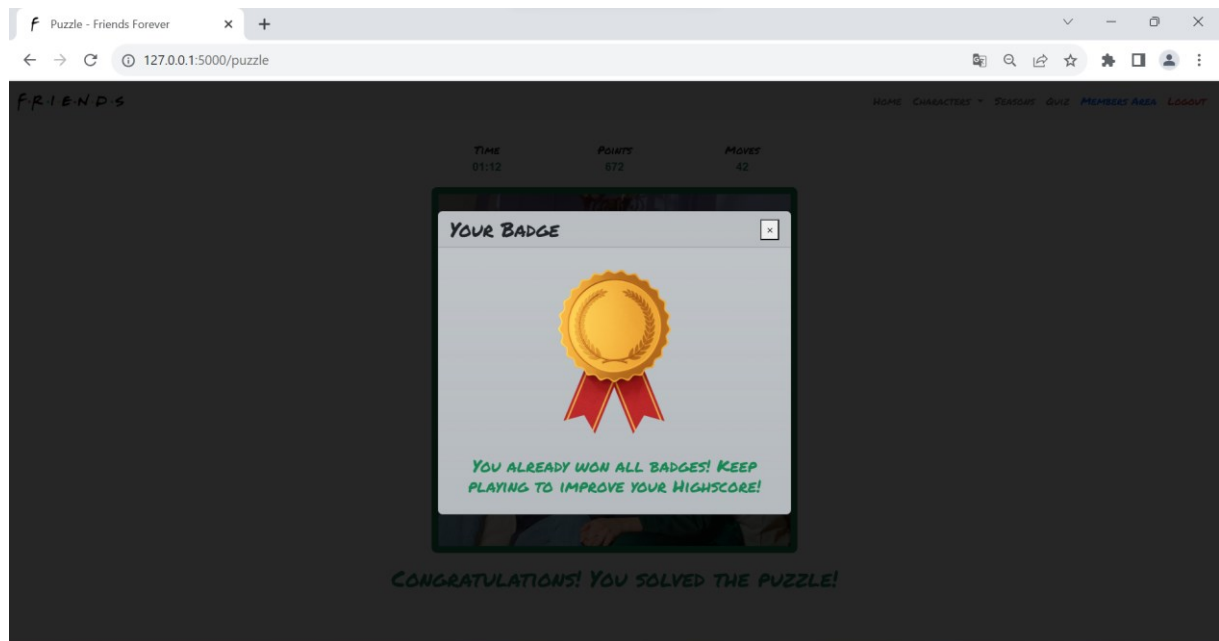 Puzzle - Friends Forever
127.0.0.1:5000/puzzle
F·R·I·E·N·D·S
Home Characters Seasons Quiz Members Area Logout
Time Points Moves
01:12 672 42
Your Badge
You already won all badges! Keep
playing to improve your Highscore!
Congratulations! You solved the puzzle!